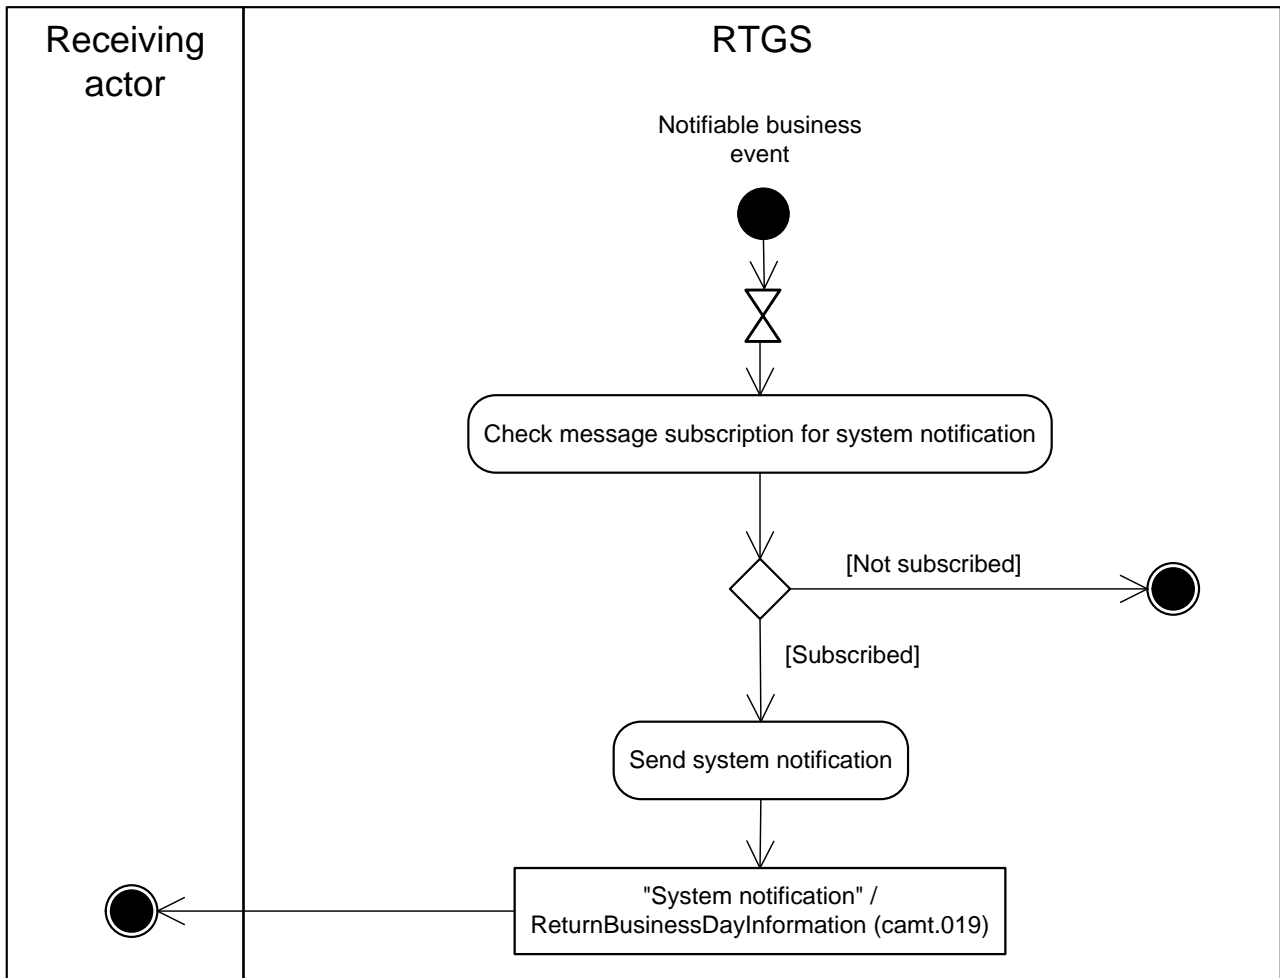 Receiving
actor
RTGS
Notifiable business
event
Check message subscription for system notification
[Not subscribed]
[Subscribed]
Send system notification
"System notification" /
ReturnBusinessDayInformation (camt.019)